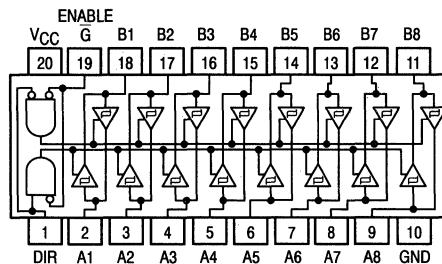 ENABLE
VCC G̅ B1 B2 B3 B4 B5 B6 B7 B8
20 19 18 17 16 15 14 13 12 11
1 2 3 4 5 6 7 8 9 10
DIR A1 A2 A3 A4 A5 A6 A7 A8 GND